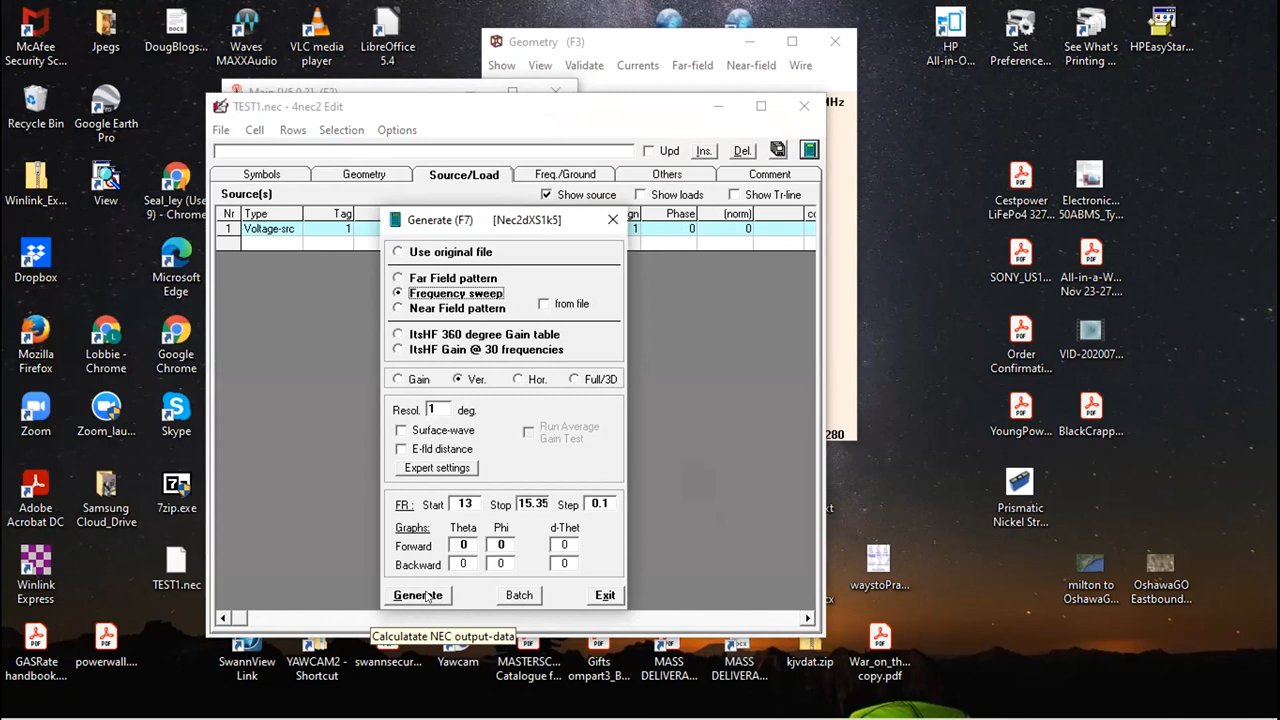 McAfee
Security Sc...
Jpegs
DougBlogs...
Waves
MAXXAudio
VLC media
player
LibreOffice
5.4
HP
All-in-O...
Set
Preference...
See What's
Printing ...
HPEasyStar...
Geometry (F3)
Show View Validate Currents Far-field Near-field Wire
MHz
280
TEST1.nec - 4nec2 Edit
File Cell Rows Selection Options
Upd Ins. Del.
Symbols Geometry Source/Load Freq./Ground Others Comment
Source(s) Show source Show loads Show Tr-line
Nr Type Tag Phase (norm)
1 Voltage-src 1 1 0 0
Generate (F7) [Nec2dXS1k5]
Use original file
Far Field pattern
Frequency sweep
Near Field pattern
from file
ItsHF 360 degree Gain table
ItsHF Gain @ 30 frequencies
Gain Ver. Hor. Full/3D
Resol. 1 deg.
Surface-wave
Run Average
Gain Test
E-fld distance
Expert settings
FR : Start 13 Stop 15.35 Step 0.1
Graphs: Theta Phi d-Thet
Forward 0 0 0
Backward 0 0 0
Generate Batch Exit
Calculatate NEC output-data
Recycle Bin
Google Earth
Pro
Winlink_Ex...
View
Seal_ley (Use
9) - Chrome
Dropbox
Microsoft
Edge
Mozilla
Firefox
Lobbie -
Chrome
Google
Chrome
Zoom
Zoom_lau...
Skype
Adobe
Acrobat DC
Samsung
Cloud_Drive
7zip.exe
Winlink
Express
TEST1.nec
GASRate
handbook...
powerwall...
SwannView
Link
YAWCAM2 -
Shortcut
swannsecur...
Yawcam
MASTERSC...
Catalogue f...
Gifts
ompart3_B...
MASS
DELIVERA...
MASS
DELIVERA...
kjvdat.zip
War_on_th...
copy.pdf
Cestpower
LiFePo4 327...
Electronic...
50ABMS_Ty...
SONY_US1...
All-in-a-W...
Nov 23-27...
Order
Confirmati...
VID-202007...
YoungPow...
BlackCrapp...
Prismatic
Nickel Str...
waystoPra...
milton to
OshawaG...
OshawaGO
Eastbound...